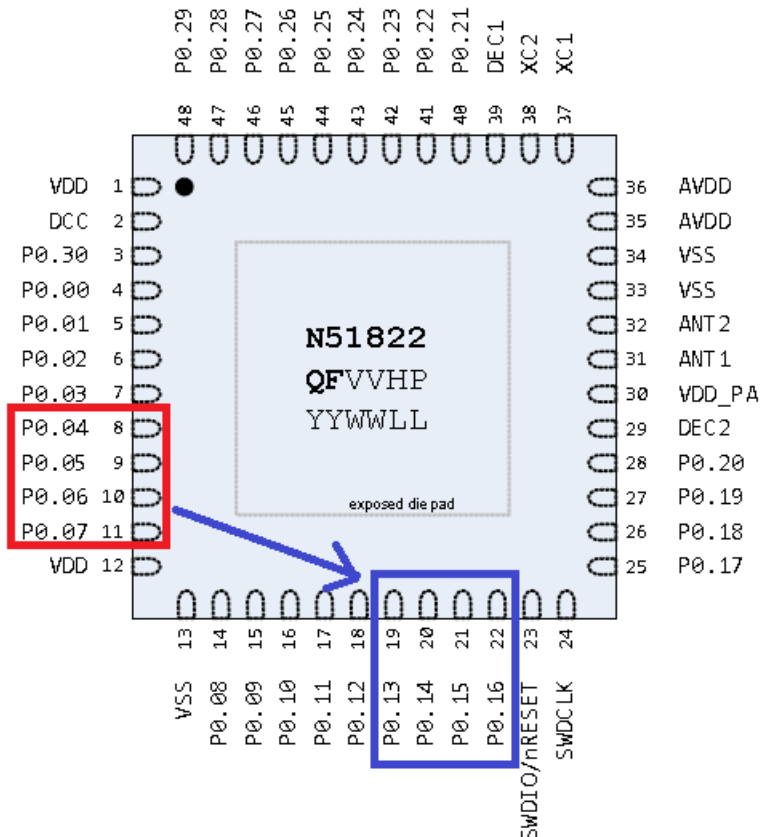 P0.29
P0.28
P0.27
P0.26
P0.25
P0.24
P0.23
P0.22
P0.21
DEC1
XC2
XC1
48
47
46
45
44
43
42
41
40
39
38
37
VDD 1
DCC 2
P0.30 3
P0.00 4
P0.01 5
P0.02 6
P0.03 7
P0.04 8
P0.05 9
P0.06 10
P0.07 11
VDD 12
N51822
QFVVHP
YYWWLL
exposed die pad
36 AVDD
35 AVDD
34 VSS
33 VSS
32 ANT2
31 ANT1
30 VDD_PA
29 DEC2
28 P0.20
27 P0.19
26 P0.18
25 P0.17
13
14
15
16
17
18
19
20
21
22
23
24
VSS
P0.08
P0.09
P0.10
P0.11
P0.12
P0.13
P0.14
P0.15
P0.16
SWDIO/nRESET
SWDCLK